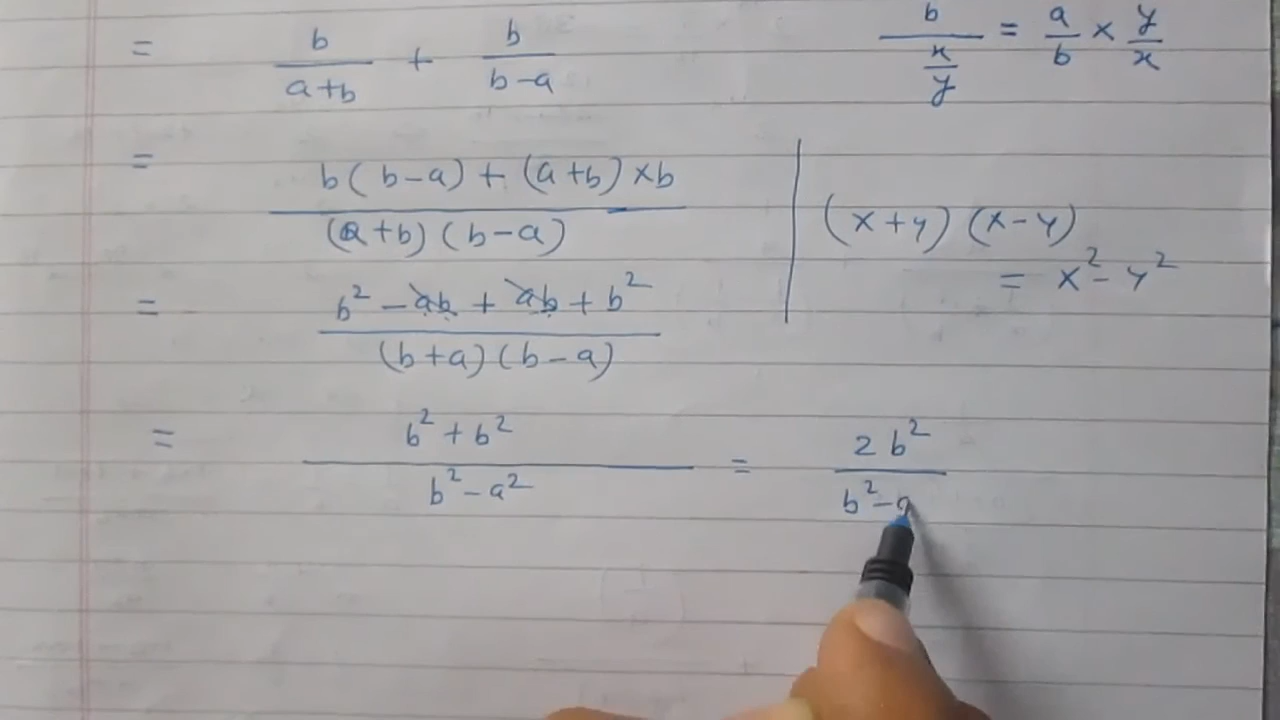 = b/(a+b) + b/(b-a)
b/(x/y) = a/b × y/x
= (b(b-a) + (a+b)×b)/((a+b)(b-a))
(x+y)(x-y)
= x² - y²
= (b² - ab + ab + b²)/((b+a)(b-a))
= (b² + b²)/(b² - a²) = 2b²/(b² - a